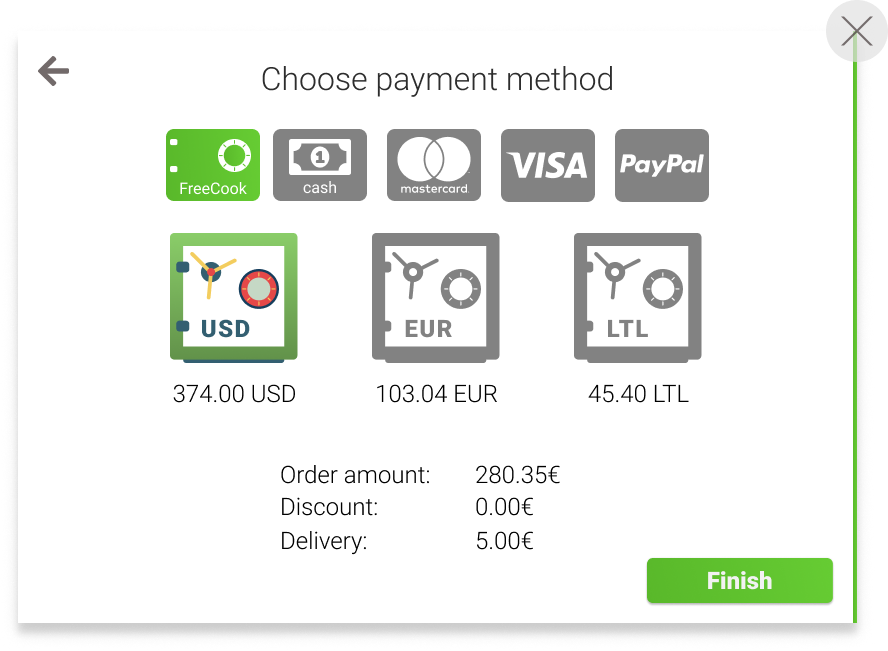 Choose payment method
FreeCook
1
cash
mastercard.
VISA
PayPal
USD
EUR
LTL
374.00 USD
103.04 EUR
45.40 LTL
Order amount: 280.35€
Discount: 0.00€
Delivery: 5.00€
Finish